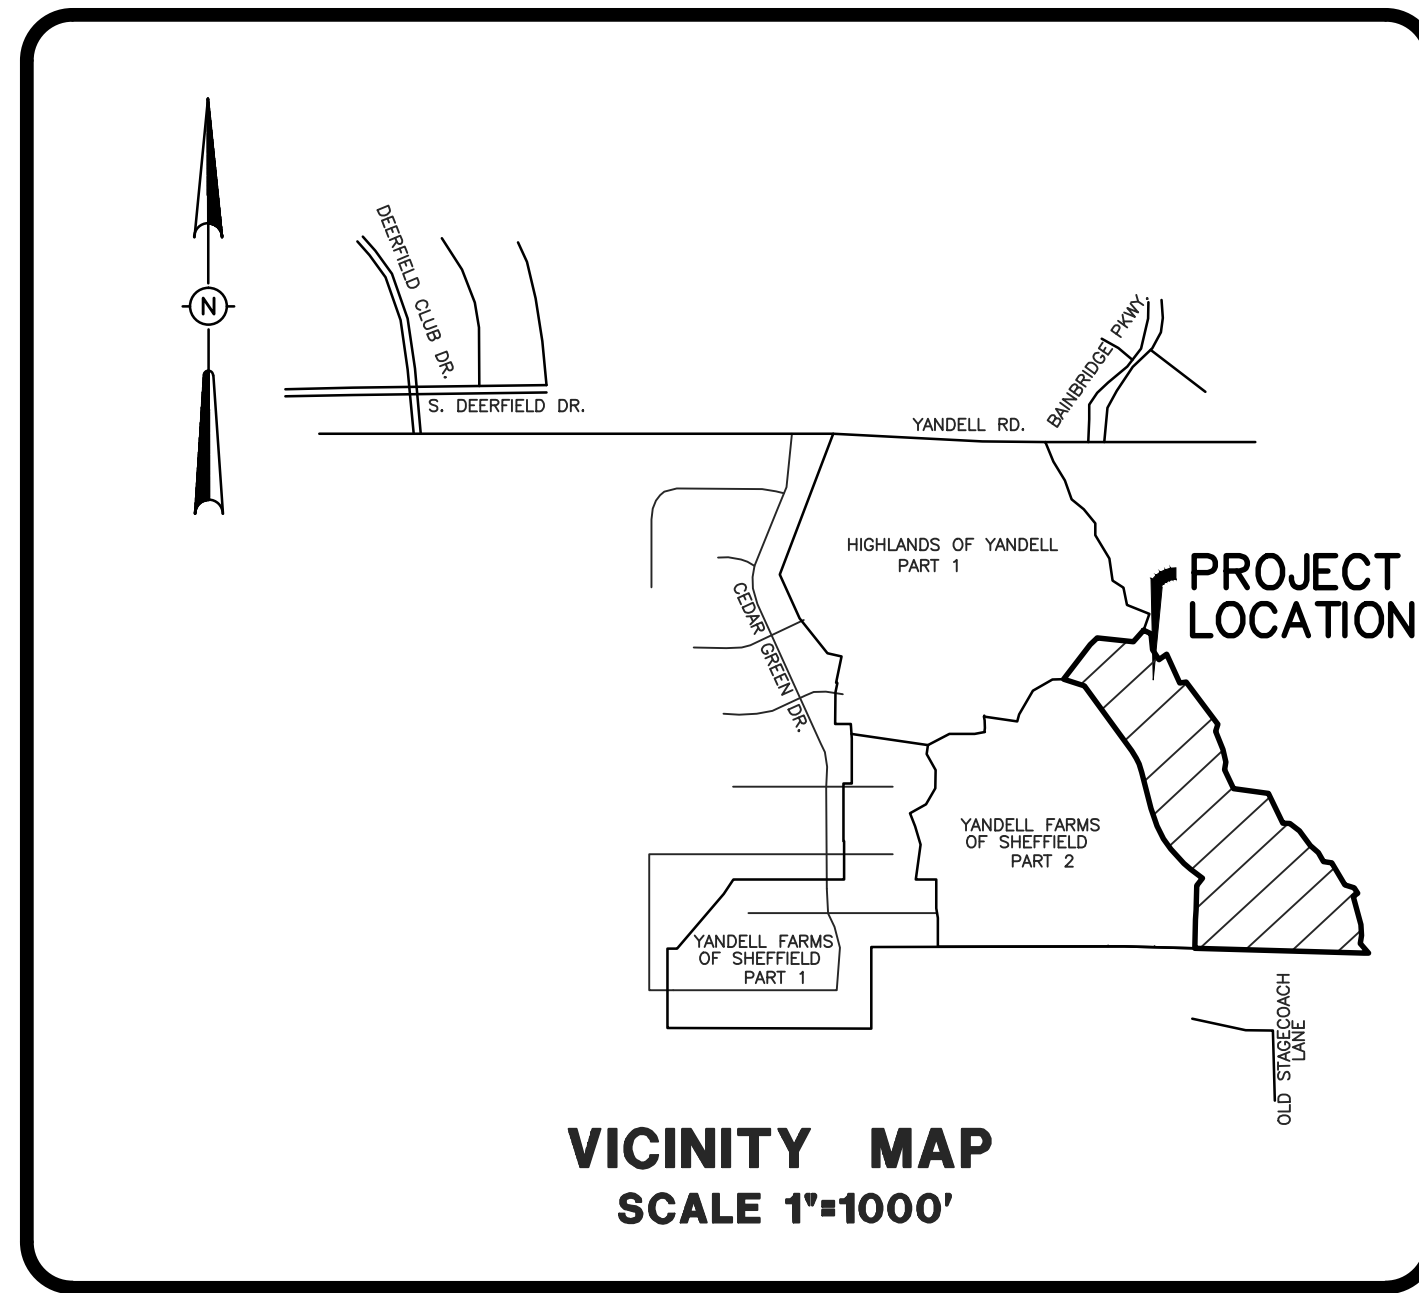 DEERFIELD CLUB DR.
N
S. DEERFIELD DR.
BAINBRIDGE PKWY.
YANDELL RD.
HIGHLANDS OF YANDELL
PART 1
PROJECT
LOCATION
CEDAR GREEN DR.
YANDELL FARMS
OF SHEFFIELD
PART 2
YANDELL FARMS
OF SHEFFIELD
PART 1
OLD STAGECOACH
LANE
VICINITY MAP
SCALE 1"=1000'